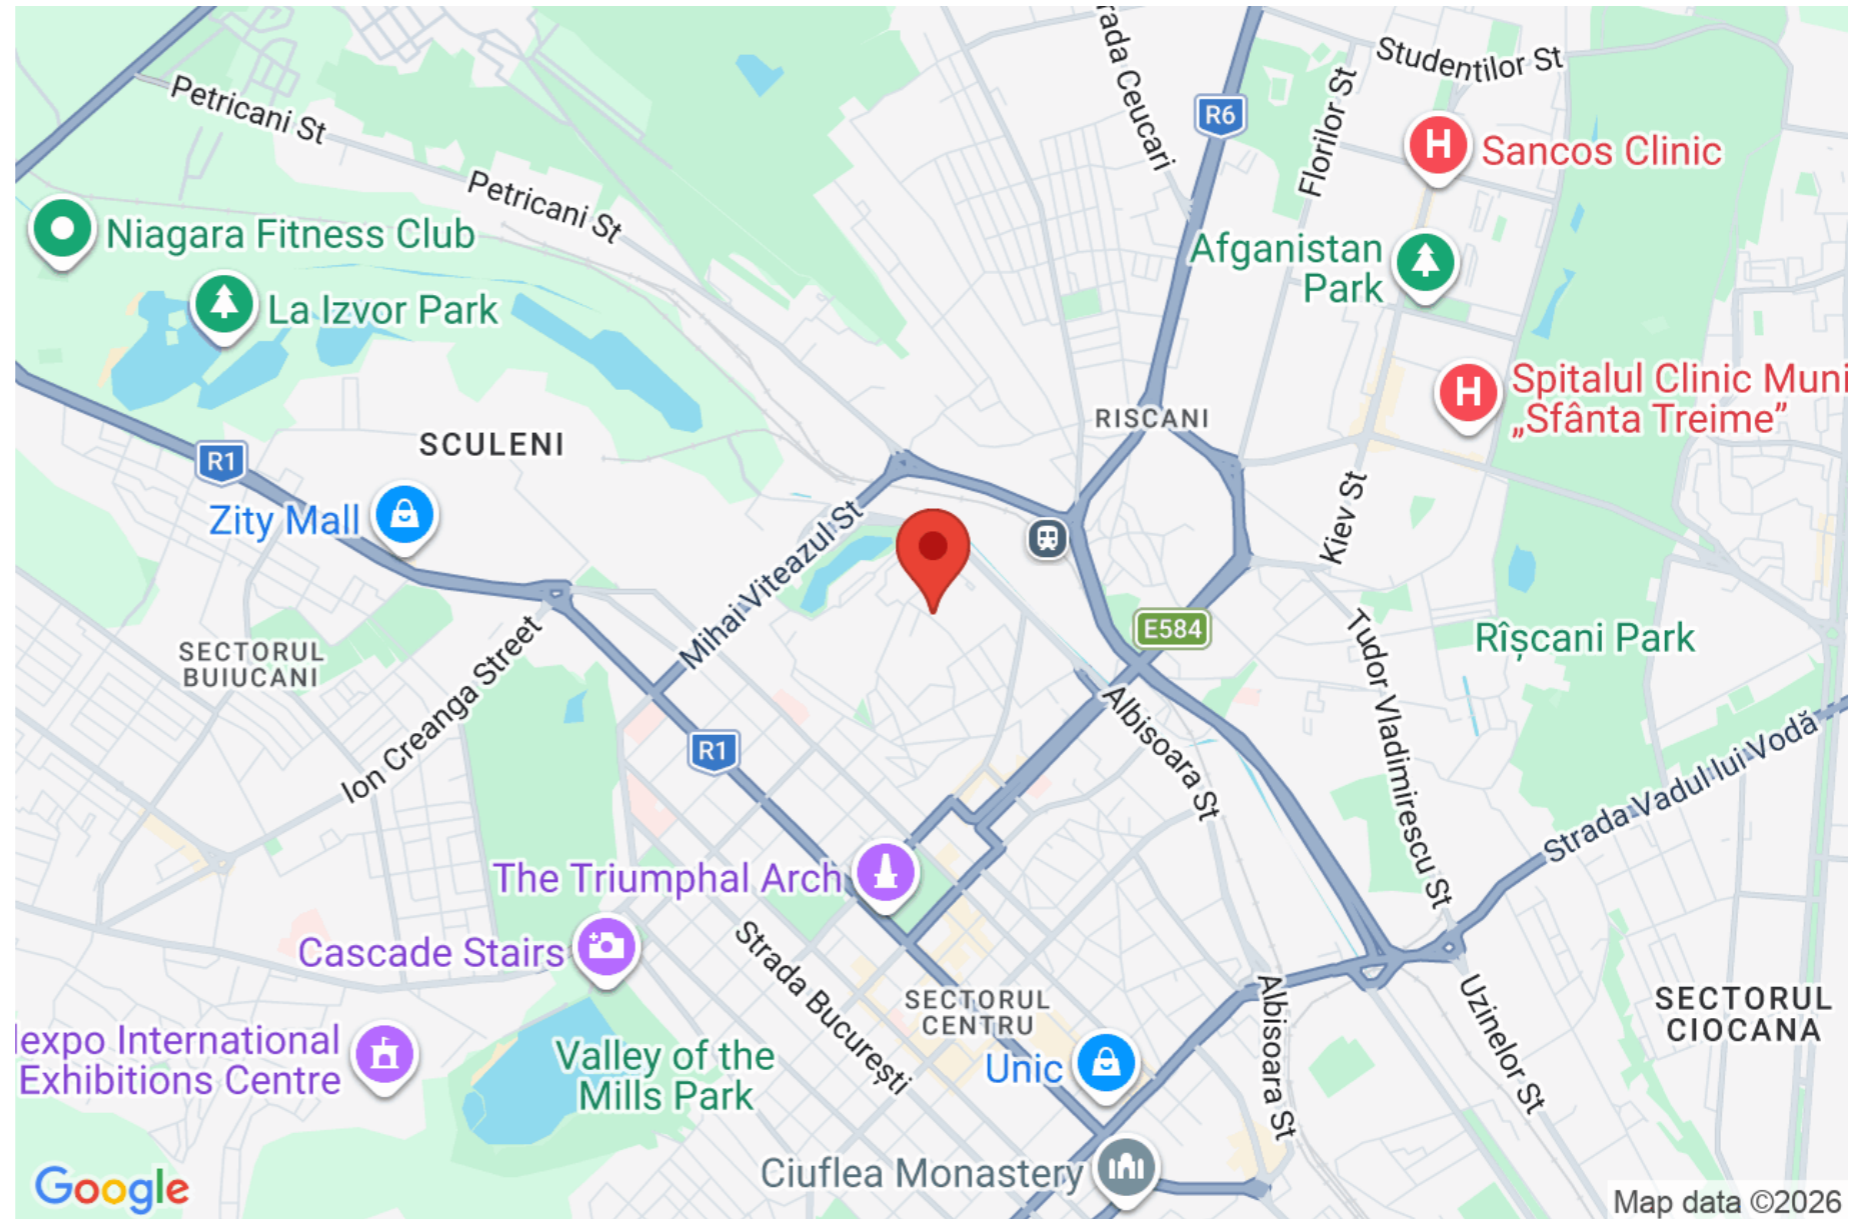 Petricani St
Petricani St
Strada Ceucari
R6
Studentilor St
Florilor St
Sancos Clinic
Niagara Fitness Club
La Izvor Park
Afganistan
Park
Spitalul Clinic Muni
„Sfânta Treime”
RISCANI
SCULENI
R1
Zity Mall
Mihai Viteazul St
Kiev St
E584
SECTORUL
BUIUCANI
Ion Creanga Street
Rîșcani Park
Tudor Vladimirescu St
R1
Albisoara St
Strada Vadul lui Vodă
The Triumphal Arch
Cascade Stairs
Strada București
SECTORUL
CENTRU
Albisoara St
Uzinelor St
SECTORUL
CIOCANA
lexpo International
Exhibitions Centre
Valley of the
Mills Park
Unic
Ciuflea Monastery
Google
Map data ©2026